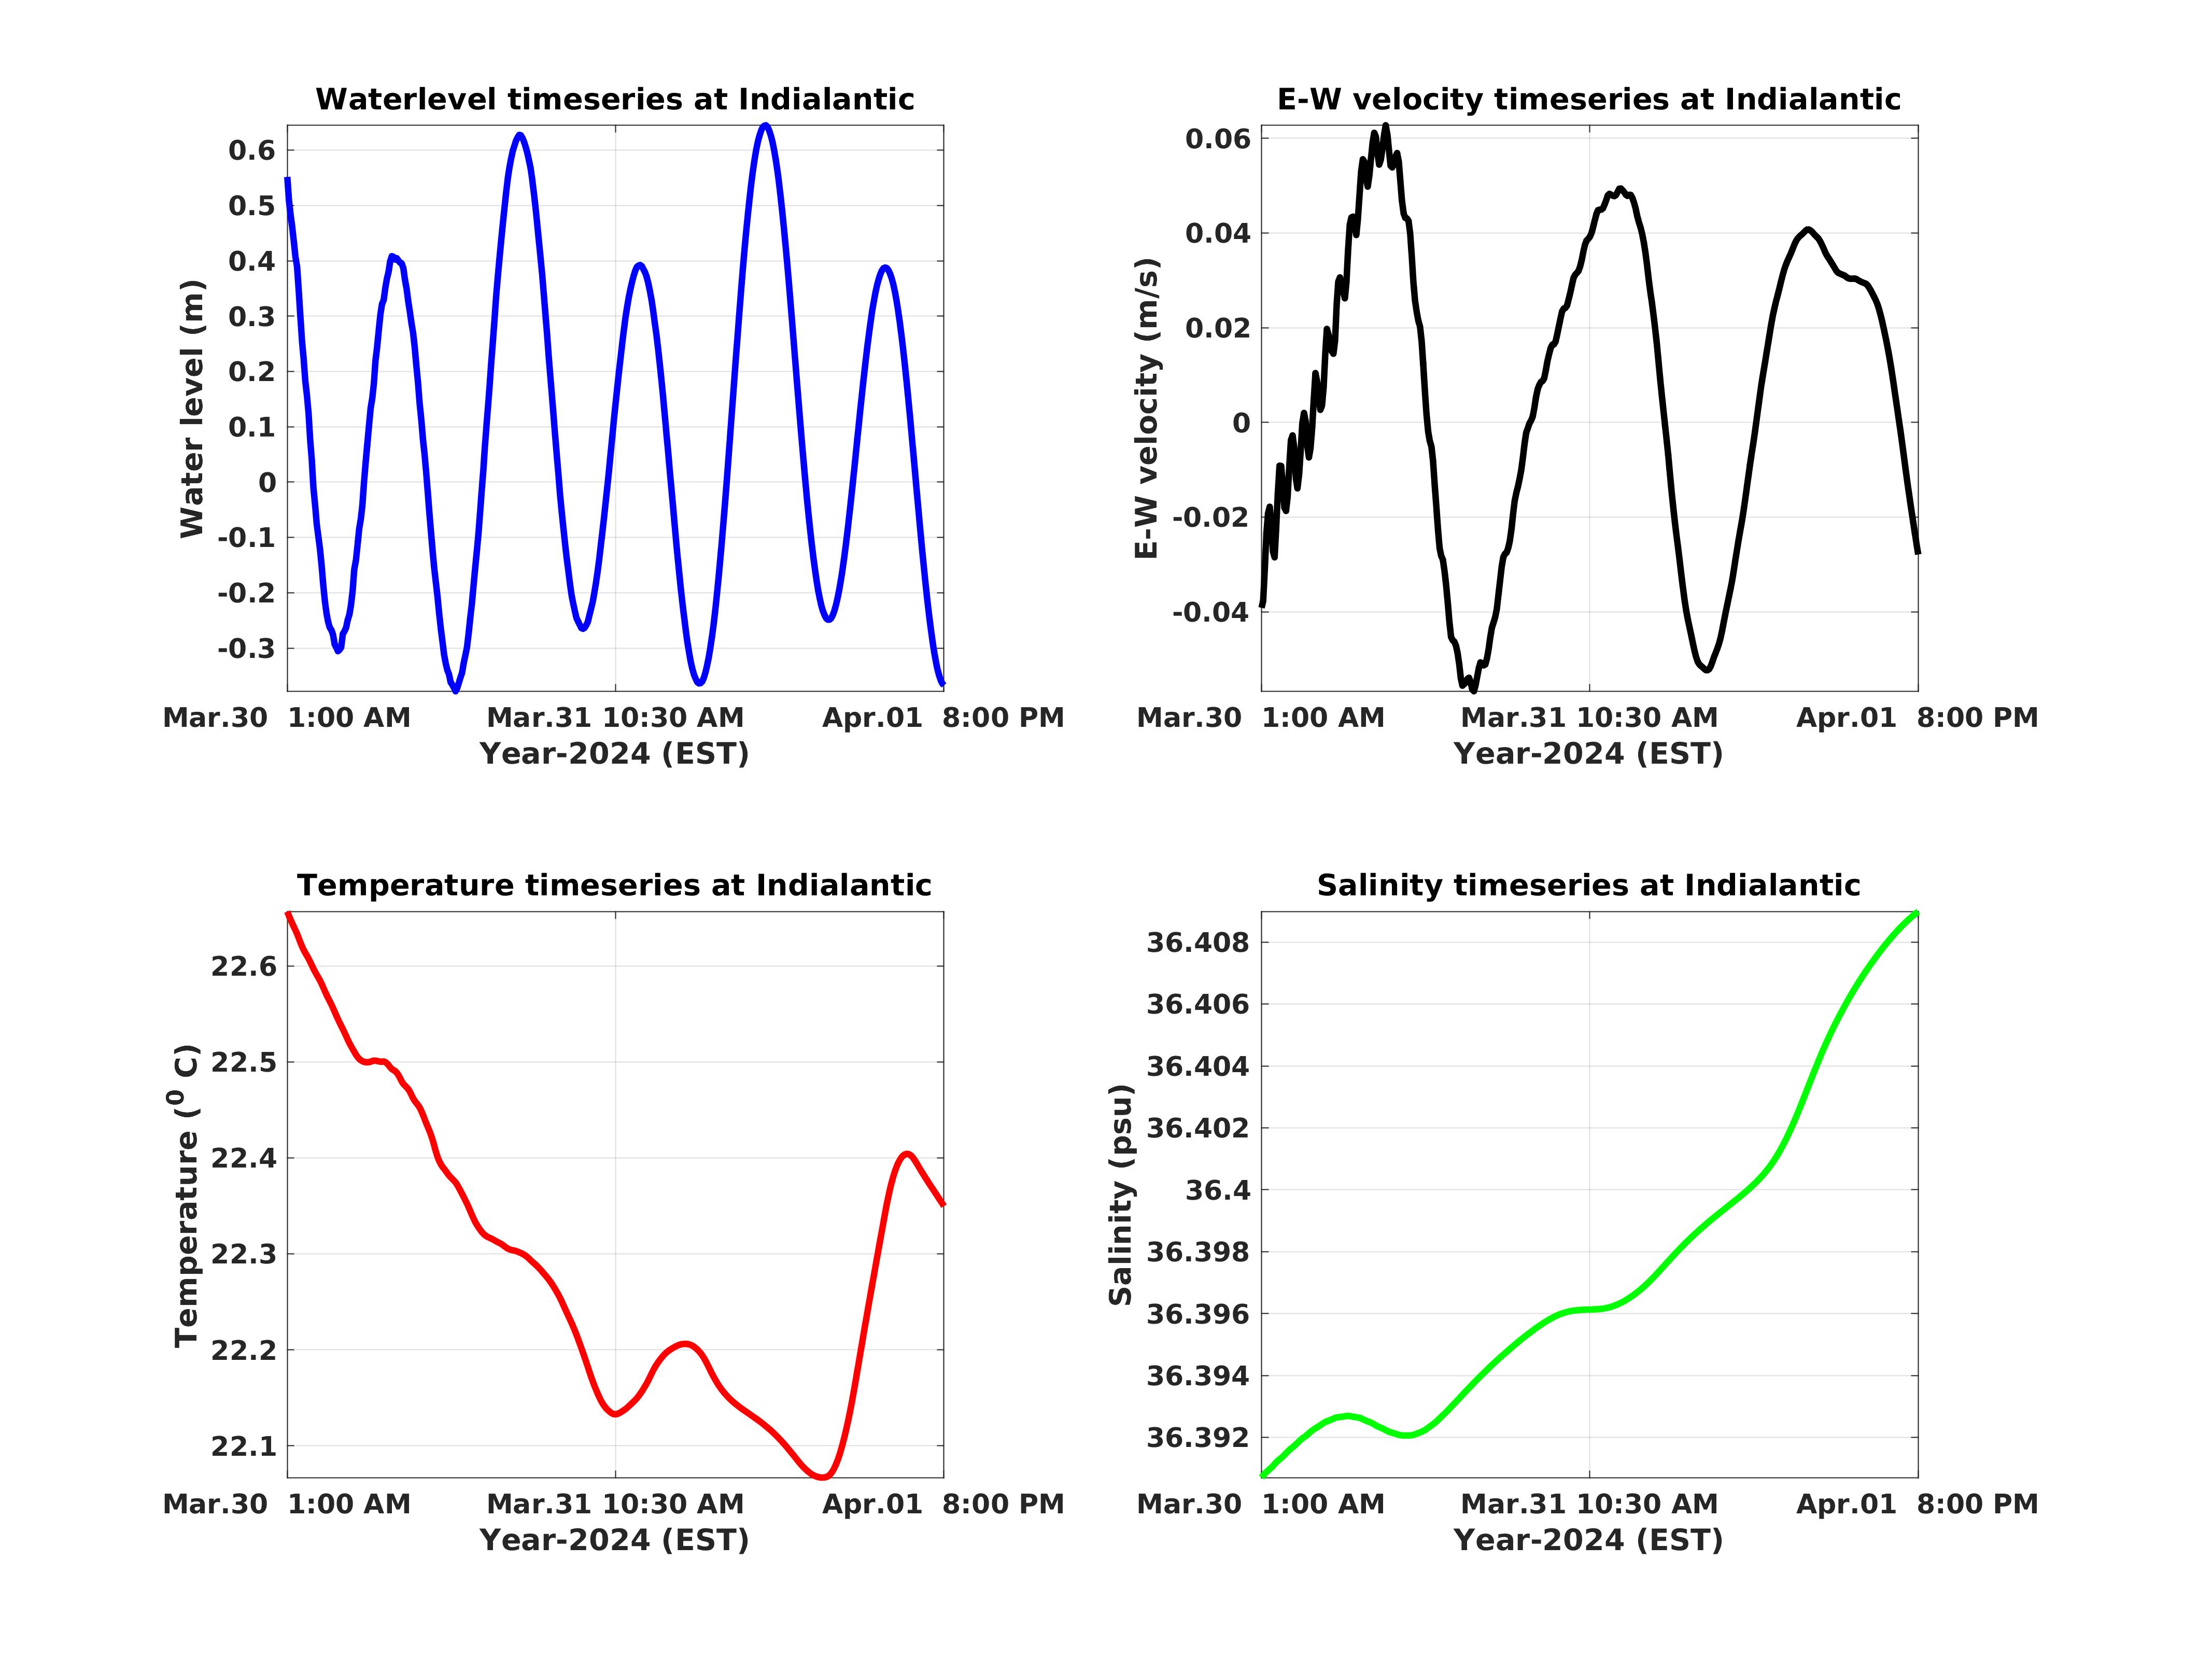 Waterlevel timeseries at Indialantic
Water level (m)
0.6
0.5
0.4
0.3
0.2
0.1
0
-0.1
-0.2
-0.3
Mar.30 1:00 AM Mar.31 10:30 AM Apr.01 8:00 PM
Year-2024 (EST)
E-W velocity timeseries at Indialantic
E-W velocity (m/s)
0.06
0.04
0.02
0
-0.02
-0.04
Mar.30 1:00 AM Mar.31 10:30 AM Apr.01 8:00 PM
Year-2024 (EST)
Temperature timeseries at Indialantic
Temperature (⁰ C)
22.6
22.5
22.4
22.3
22.2
22.1
Mar.30 1:00 AM Mar.31 10:30 AM Apr.01 8:00 PM
Year-2024 (EST)
Salinity timeseries at Indialantic
Salinity (psu)
36.408
36.406
36.404
36.402
36.4
36.398
36.396
36.394
36.392
Mar.30 1:00 AM Mar.31 10:30 AM Apr.01 8:00 PM
Year-2024 (EST)